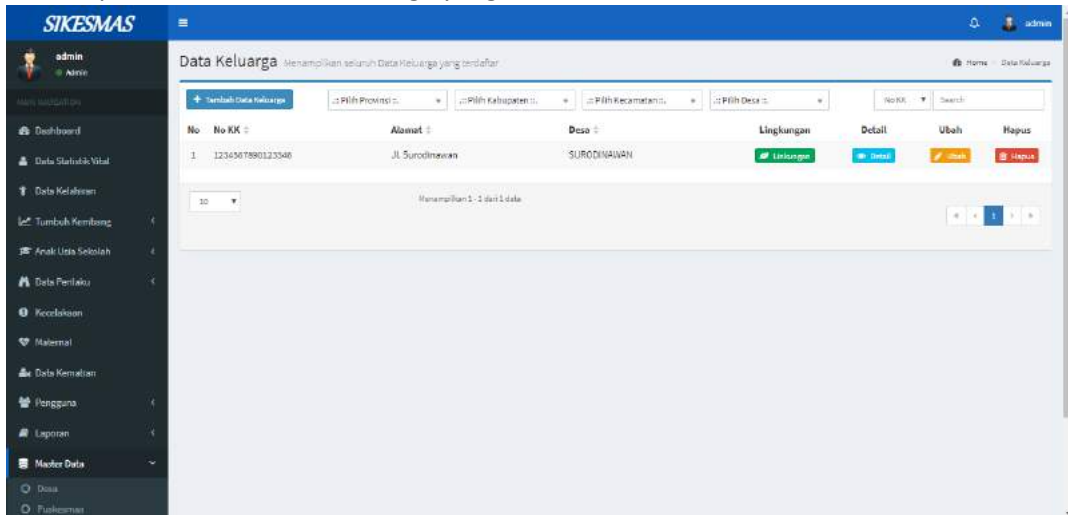 SIKESMAS
admin
admin
Admin
Data Keluarga Menampilkan seluruh Data Keluarga yang terdaftar
Home Data Keluarga
MAIN NAVIGATION
Tambah Data Keluarga
.::Pilih Provinsi::.
.::Pilih Kabupaten::.
.::Pilih Kecamatan::.
.::Pilih Desa::.
No KK
Search
Dashboard
No No KK Alamat Desa Lingkungan Detail Ubah Hapus
Data Statistik Vital
1 1234567890123346 Jl. Surodinawan SURODINAWAN Linkungan Detail Ubah Hapus
Data Kelahiran
10 Menampilkan 1 - 1 dari 1 data
Tumbuh Kembang
« ‹ 1 › »
Anak Usia Sekolah
Data Perilaku
Kecelakaan
Maternal
Data Kematian
Pengguna
Laporan
Master Data
Desa
Puskesmas